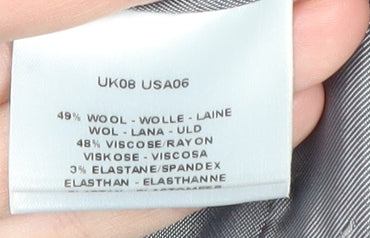 UK08 USA06
49% WOOL - WOLLE - LAINE
WOL - LANA - ULD
48% VISCOSE/RAYON
VISKOSE - VISCOSA
3% ELASTANE/SPANDEX
ELASTHAN - ELASTHANNE